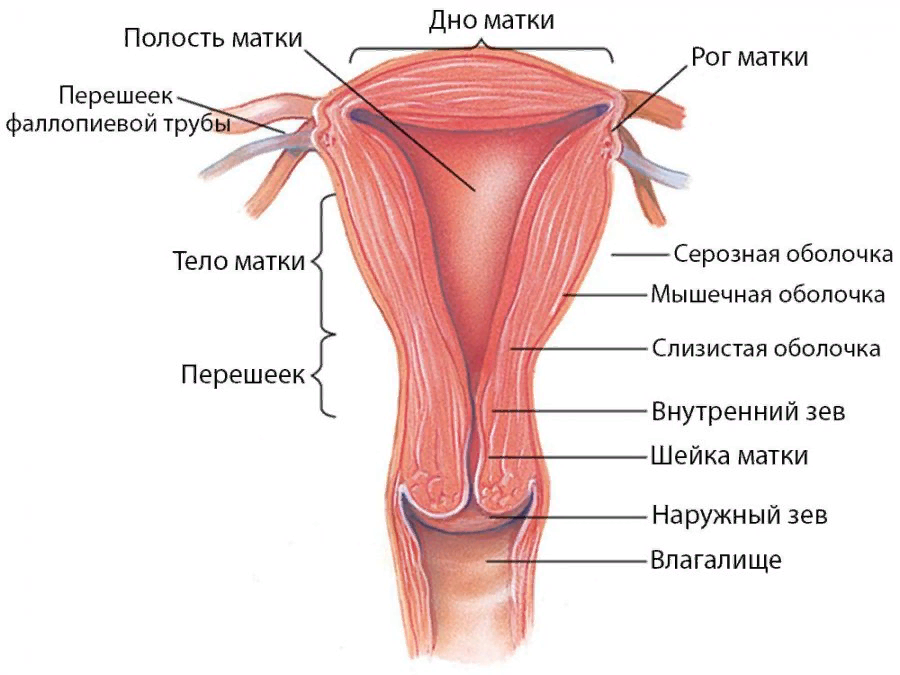 Дно матки
Полость матки
Рог матки
Перешеек
фаллопиевой трубы
Тело матки
Перешеек
Серозная оболочка
Мышечная оболочка
Слизистая оболочка
Внутренний зев
Шейка матки
Наружный зев
Влагалище